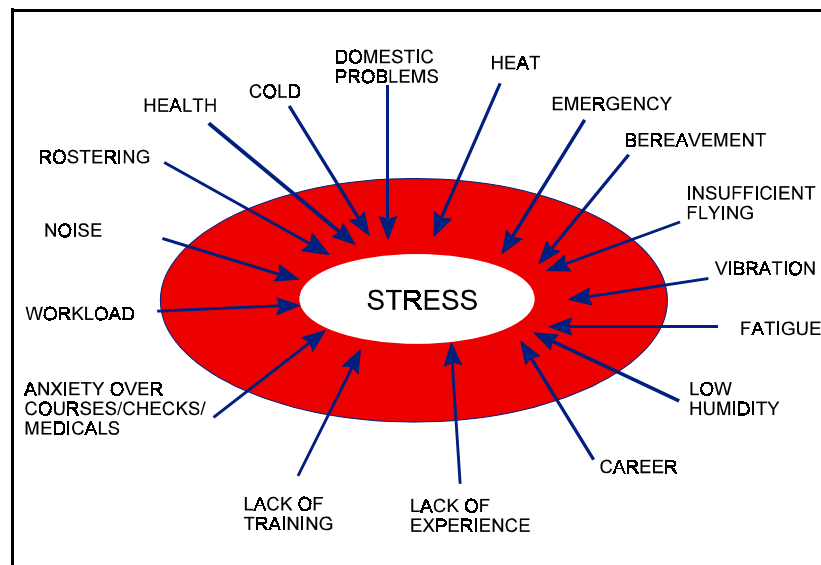 DOMESTIC
PROBLEMS
HEAT
COLD
HEALTH
EMERGENCY
BEREAVEMENT
ROSTERING
INSUFFICIENT
FLYING
NOISE
VIBRATION
STRESS
WORKLOAD
FATIGUE
ANXIETY OVER
COURSES/CHECKS/
MEDICALS
LOW
HUMIDITY
CAREER
LACK OF
TRAINING
LACK OF
EXPERIENCE